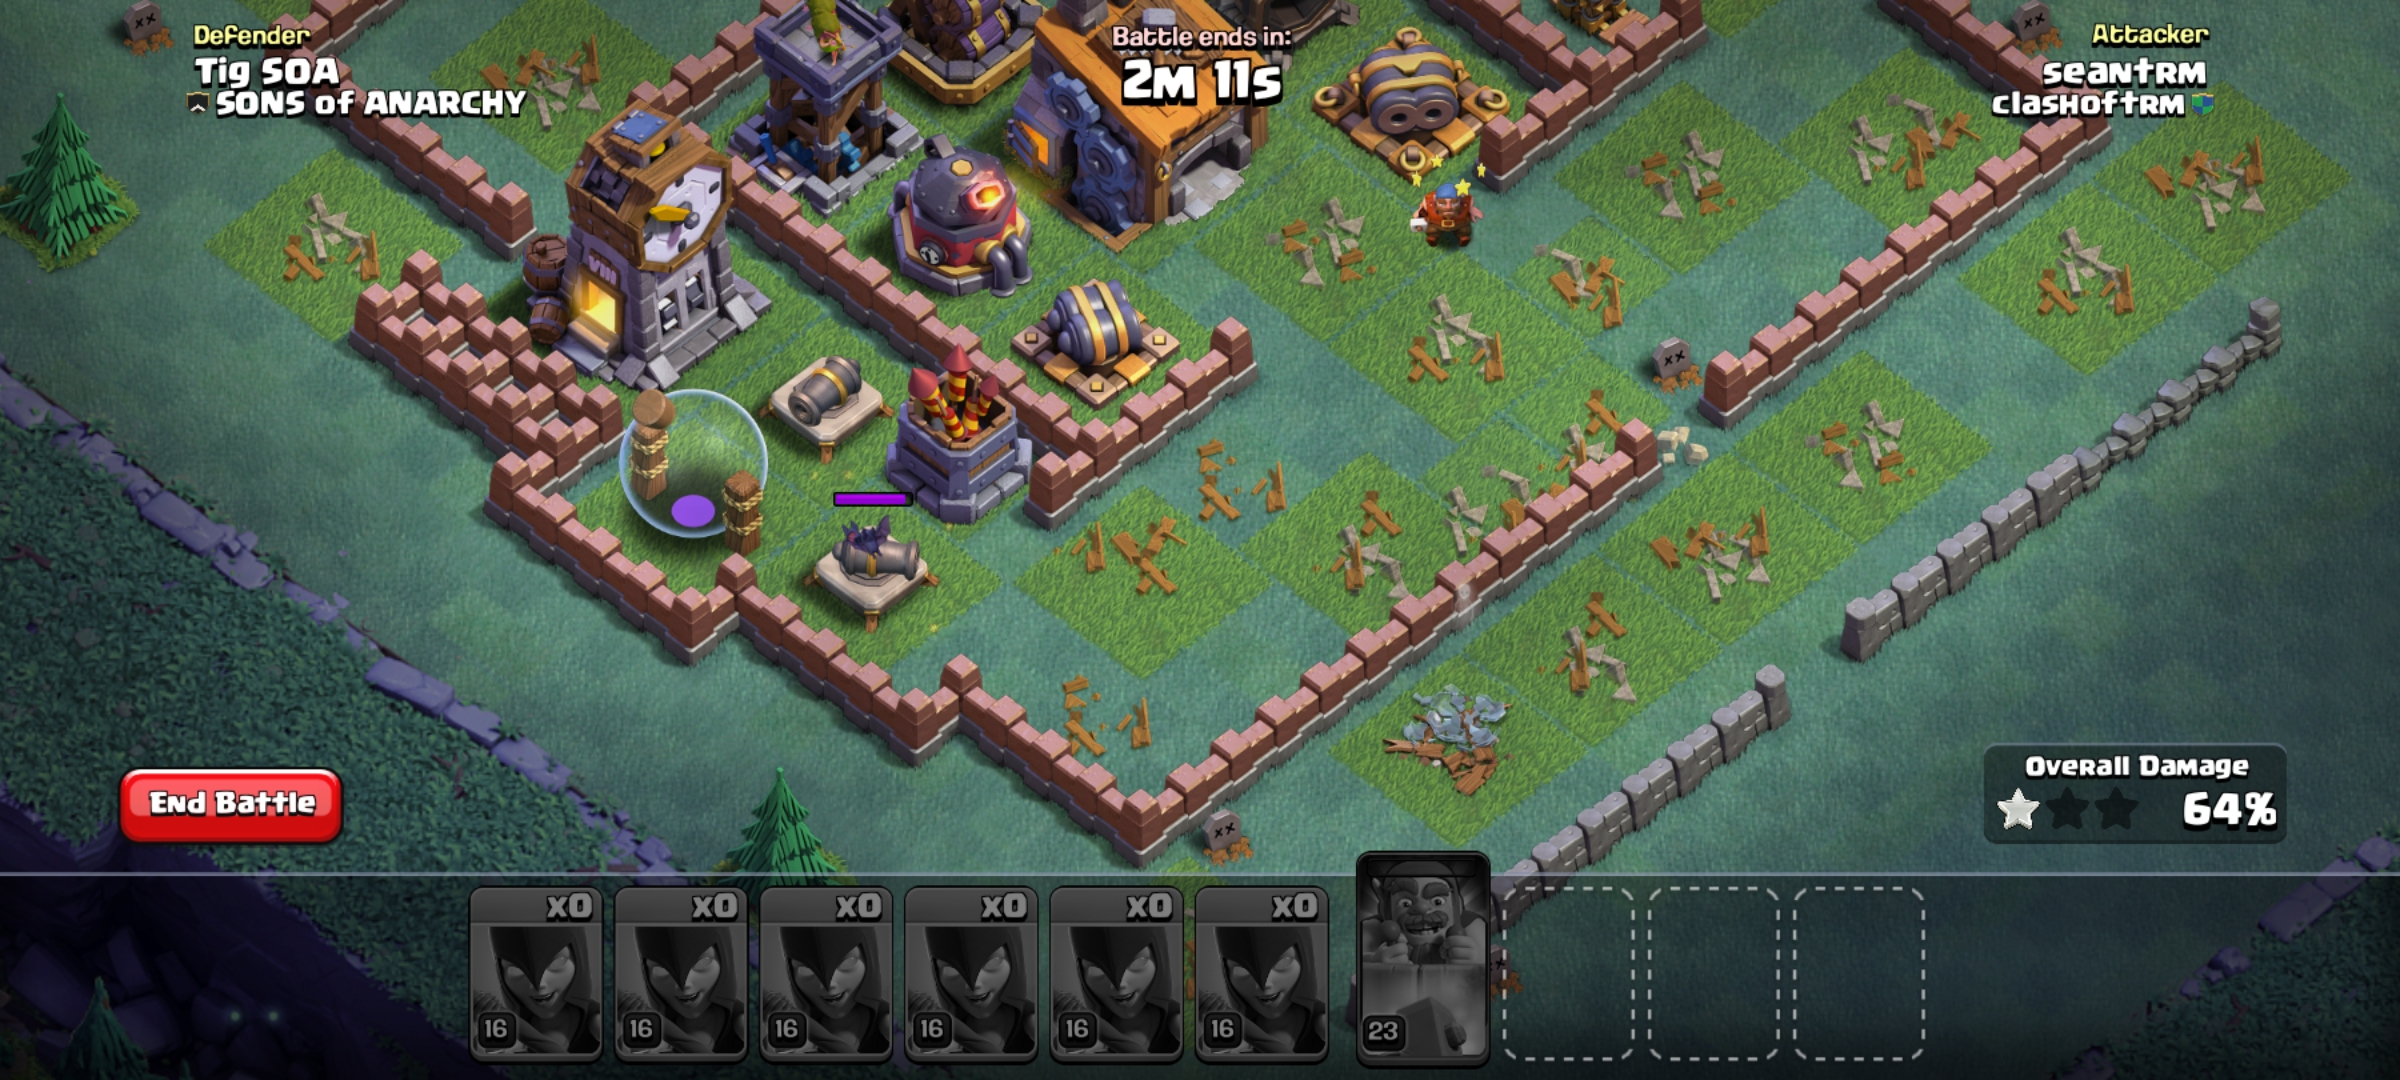 Defender
Tig SOA
SONS of ANARCHY
Battle ends in:
2M 11s
Attacker
seantRM
clashoftRM
VIII
End Battle
Overall Damage
64%
x0
x0
x0
x0
x0
x0
16
16
16
16
16
16
23